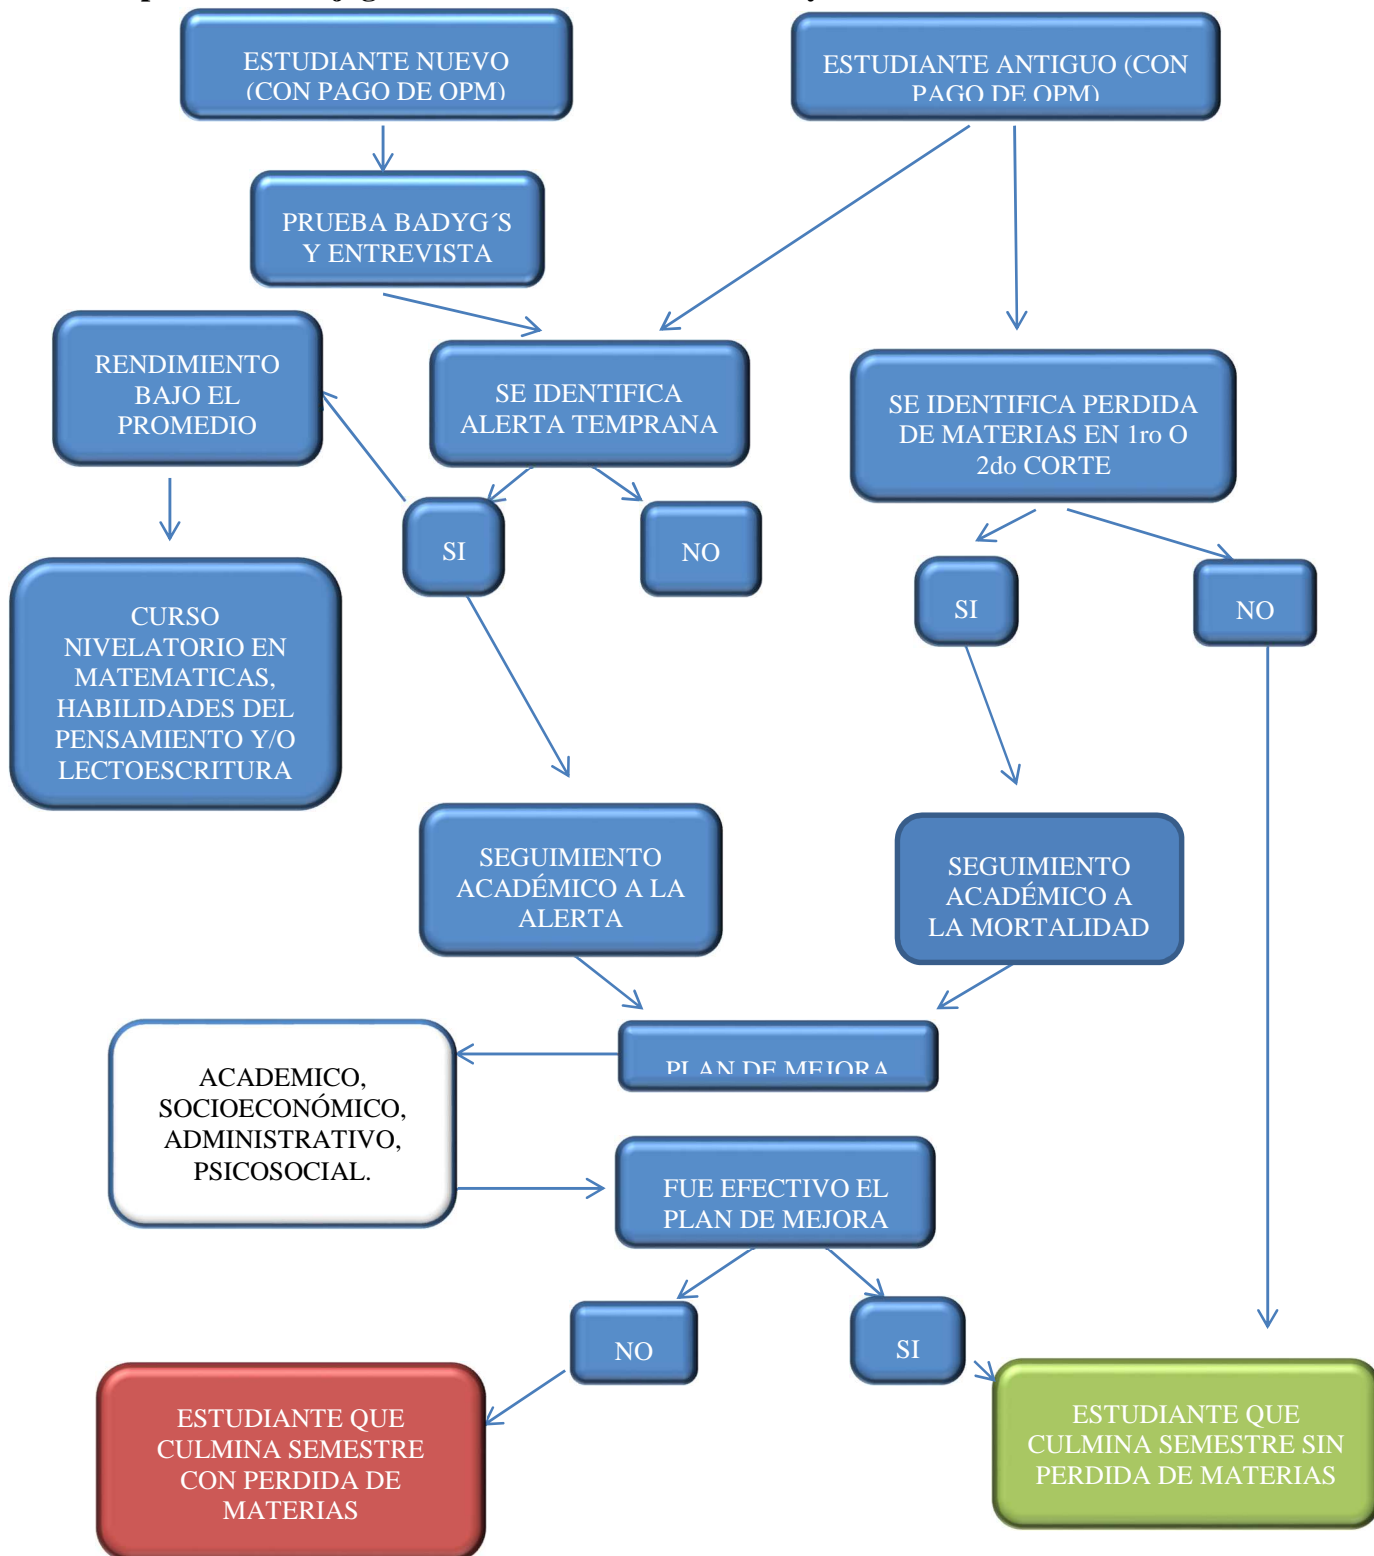 ESTUDIANTE NUEVO
(CON PAGO DE OPM)
ESTUDIANTE ANTIGUO (CON
PAGO DE OPM)
PRUEBA BADYG´S
Y ENTREVISTA
RENDIMIENTO
BAJO EL
PROMEDIO
SE IDENTIFICA
ALERTA TEMPRANA
SE IDENTIFICA PERDIDA
DE MATERIAS EN 1ro O
2do CORTE
SI
NO
SI
NO
CURSO
NIVELATORIO EN
MATEMATICAS,
HABILIDADES DEL
PENSAMIENTO Y/O
LECTOESCRITURA
SEGUIMIENTO
ACADÉMICO A LA
ALERTA
SEGUIMIENTO
ACADÉMICO A
LA MORTALIDAD
PLAN DE MEJORA
ACADEMICO,
SOCIOECONÓMICO,
ADMINISTRATIVO,
PSICOSOCIAL.
FUE EFECTIVO EL
PLAN DE MEJORA
NO
SI
ESTUDIANTE QUE
CULMINA SEMESTRE
CON PERDIDA DE
MATERIAS
ESTUDIANTE QUE
CULMINA SEMESTRE SIN
PERDIDA DE MATERIAS